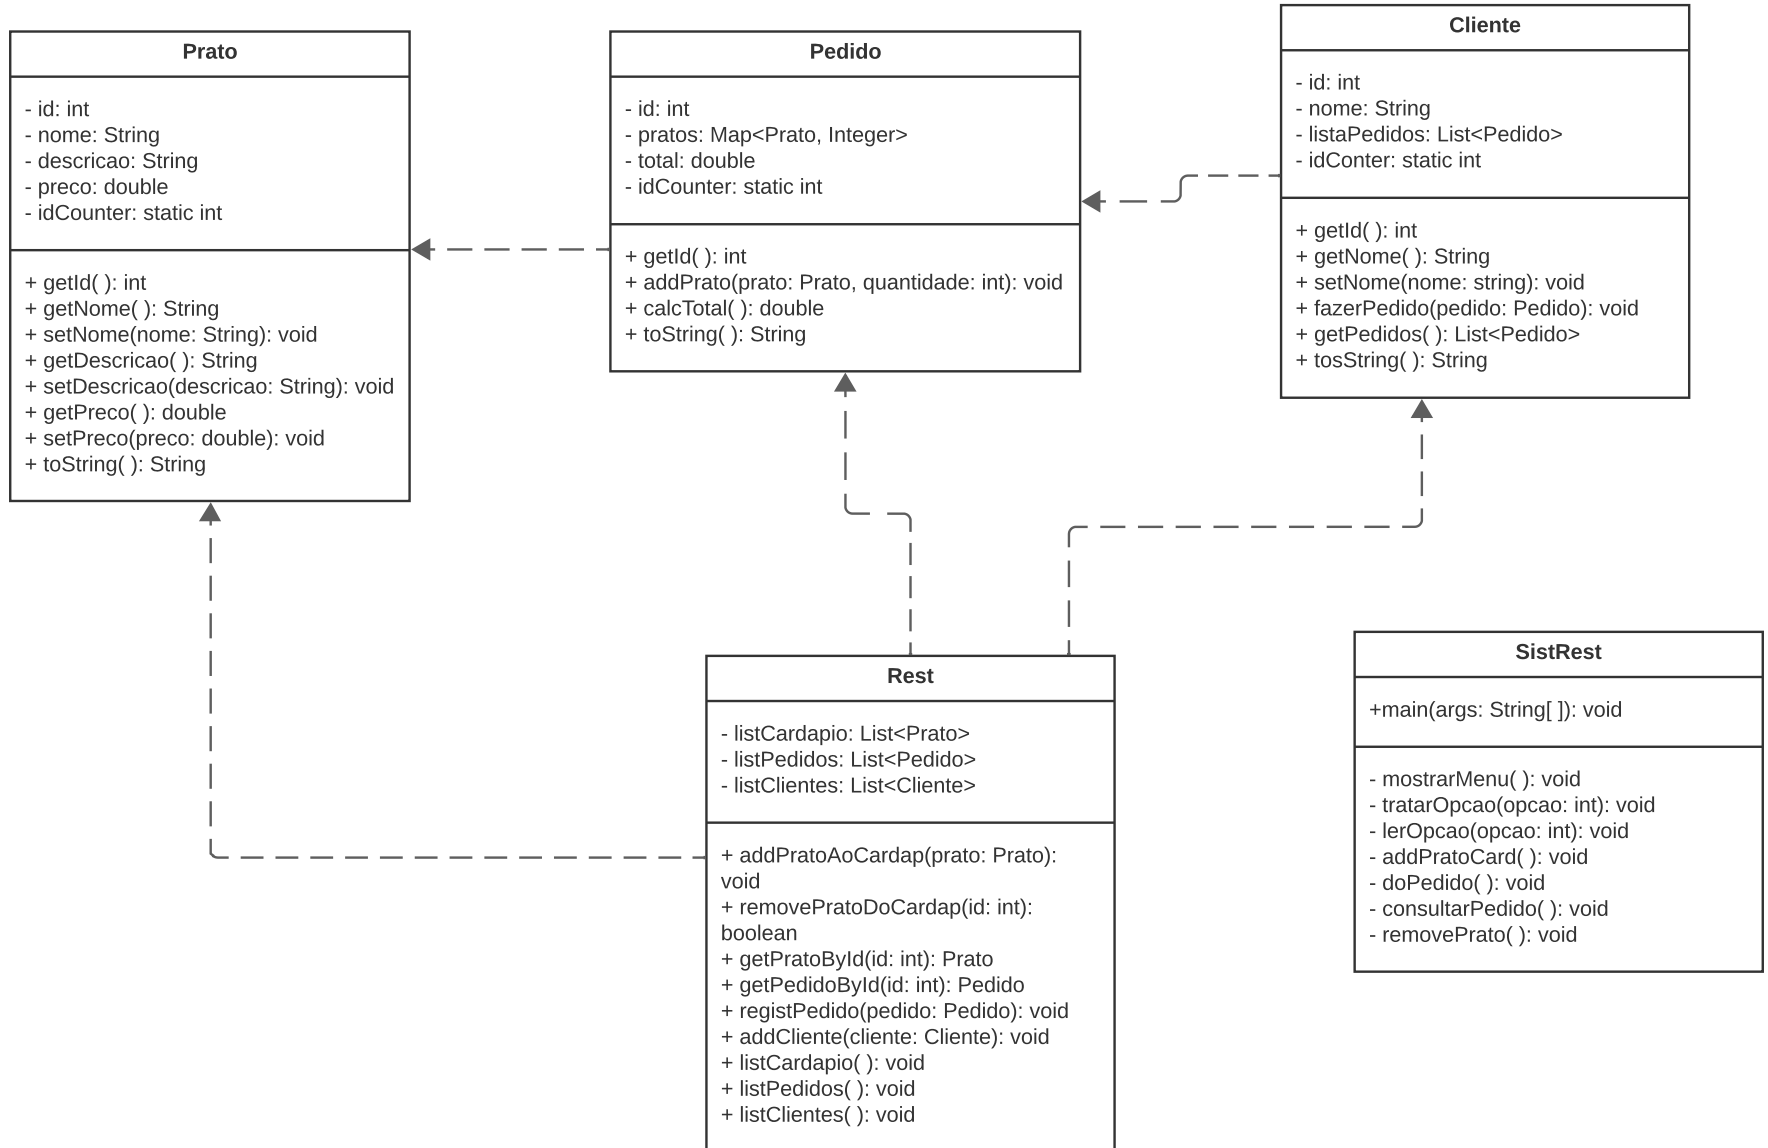 Prato
- id: int
- nome: String
- descricao: String
- preco: double
- idCounter: static int
+ getId( ): int
+ getNome( ): String
+ setNome(nome: String): void
+ getDescricao( ): String
+ setDescricao(descricao: String): void
+ getPreco( ): double
+ setPreco(preco: double): void
+ toString( ): String
Pedido
- id: int
- pratos: Map<Prato, Integer>
- total: double
- idCounter: static int
+ getId( ): int
+ addPrato(prato: Prato, quantidade: int): void
+ calcTotal( ): double
+ toString( ): String
Cliente
- id: int
- nome: String
- listaPedidos: List<Pedido>
- idConter: static int
+ getId( ): int
+ getNome( ): String
+ setNome(nome: string): void
+ fazerPedido(pedido: Pedido): void
+ getPedidos( ): List<Pedido>
+ tosString( ): String
Rest
- listCardapio: List<Prato>
- listPedidos: List<Pedido>
- listClientes: List<Cliente>
+ addPratoAoCardap(prato: Prato):
void
+ removePratoDoCardap(id: int):
boolean
+ getPratoById(id: int): Prato
+ getPedidoById(id: int): Pedido
+ registPedido(pedido: Pedido): void
+ addCliente(cliente: Cliente): void
+ listCardapio( ): void
+ listPedidos( ): void
+ listClientes( ): void
SistRest
+main(args: String[ ]): void
- mostrarMenu( ): void
- tratarOpcao(opcao: int): void
- lerOpcao(opcao: int): void
- addPratoCard( ): void
- doPedido( ): void
- consultarPedido( ): void
- removePrato( ): void